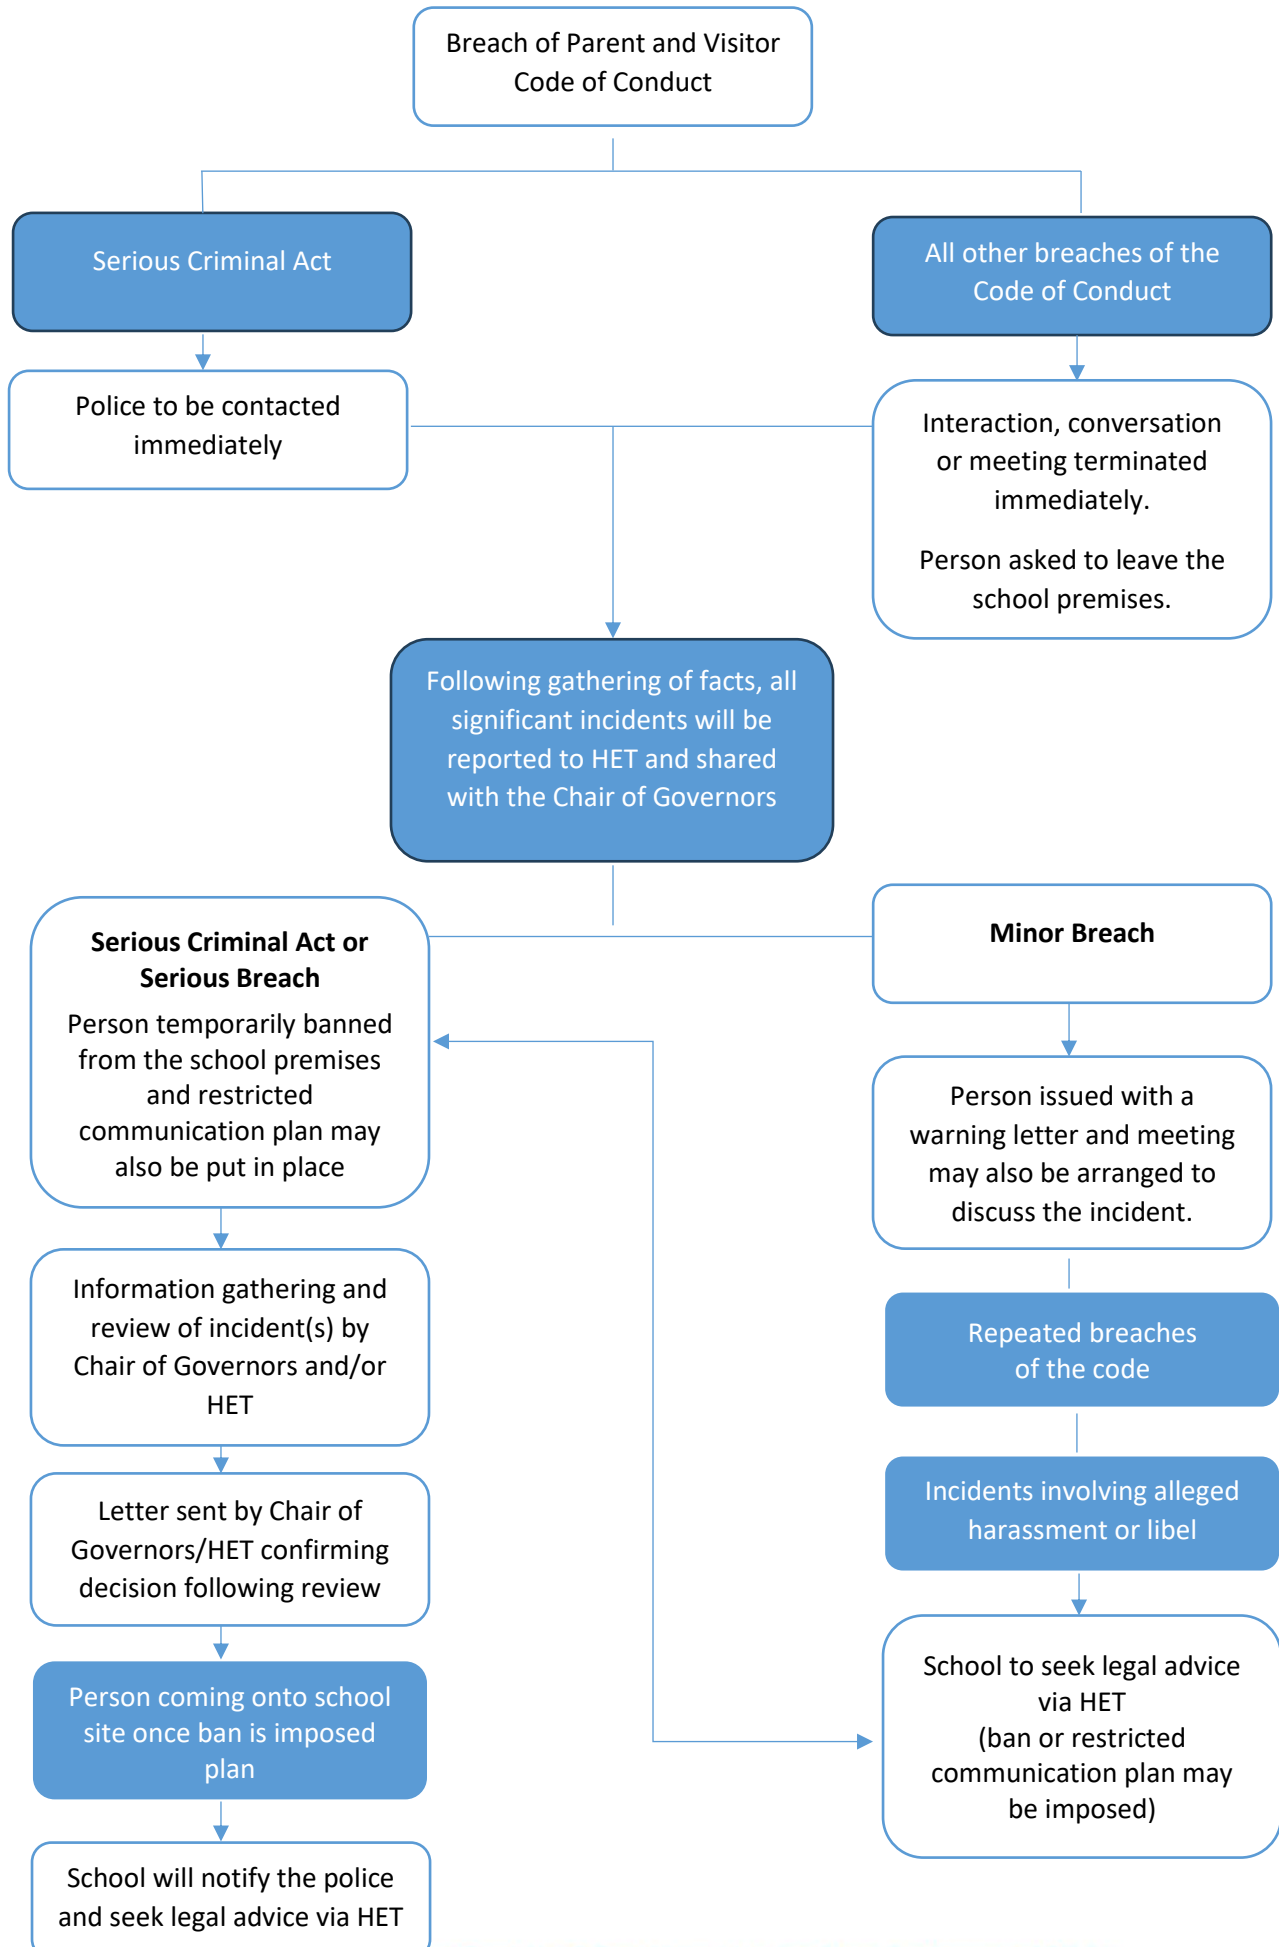 Breach of Parent and Visitor
Code of Conduct
Serious Criminal Act
All other breaches of the
Code of Conduct
Police to be contacted
immediately
Interaction, conversation
or meeting terminated
immediately.
Person asked to leave the
school premises.
Following gathering of facts, all
significant incidents will be
reported to HET and shared
with the Chair of Governors
Serious Criminal Act or
Serious Breach
Person temporarily banned
from the school premises
and restricted
communication plan may
also be put in place
Minor Breach
Person issued with a
warning letter and meeting
may also be arranged to
discuss the incident.
Information gathering and
review of incident(s) by
Chair of Governors and/or
HET
Repeated breaches
of the code
Letter sent by Chair of
Governors/HET confirming
decision following review
Incidents involving alleged
harassment or libel
Person coming onto school
site once ban is imposed
plan
School to seek legal advice
via HET
(ban or restricted
communication plan may
be imposed)
School will notify the police
and seek legal advice via HET